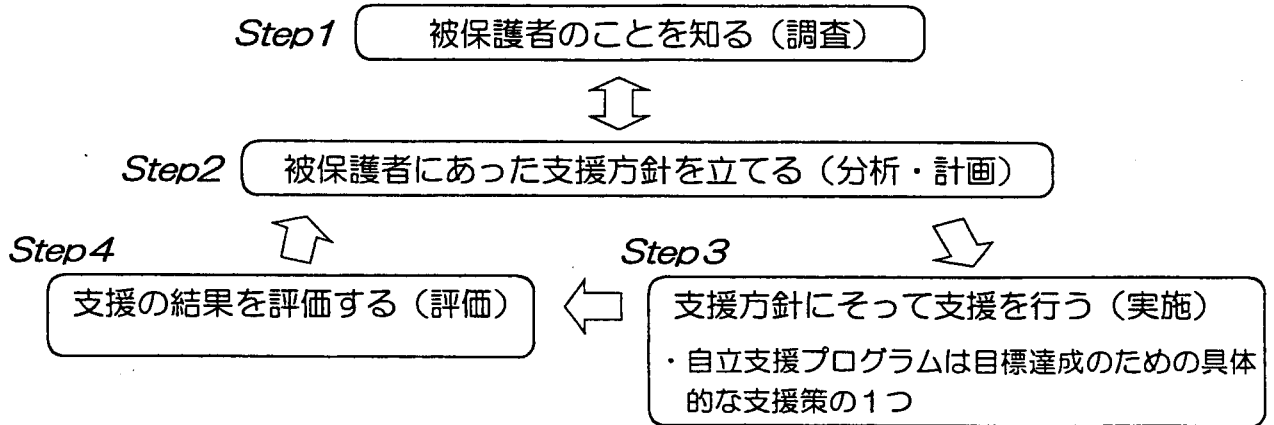 Step1 被保護者のことを知る（調査）
Step2 被保護者にあった支援方針を立てる（分析・計画）
Step4
支援の結果を評価する（評価）
Step3
支援方針にそって支援を行う（実施）
・自立支援プログラムは目標達成のための具体
的な支援策の１つ